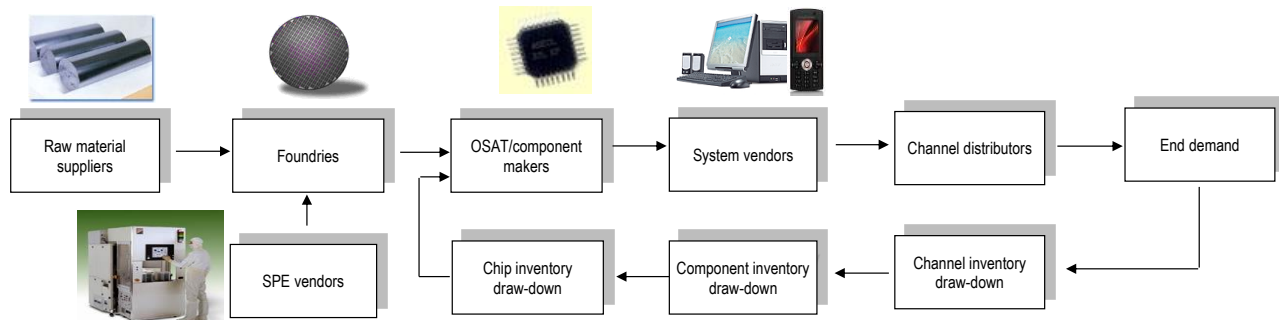 Raw material
suppliers
Foundries
OSAT/component
makers
System vendors
Channel distributors
End demand
SPE vendors
Chip inventory
draw-down
Component inventory
draw-down
Channel inventory
draw-down